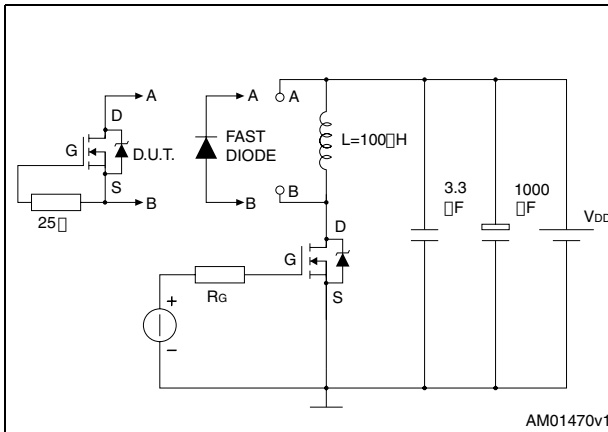 A
A
A
D
FAST
DIODE
G
D.U.T.
L=100▯H
S
B
B
B
3.3
▯F
1000
▯F
25▯
D
VDD
G
RG
S
+
−
AM01470v1